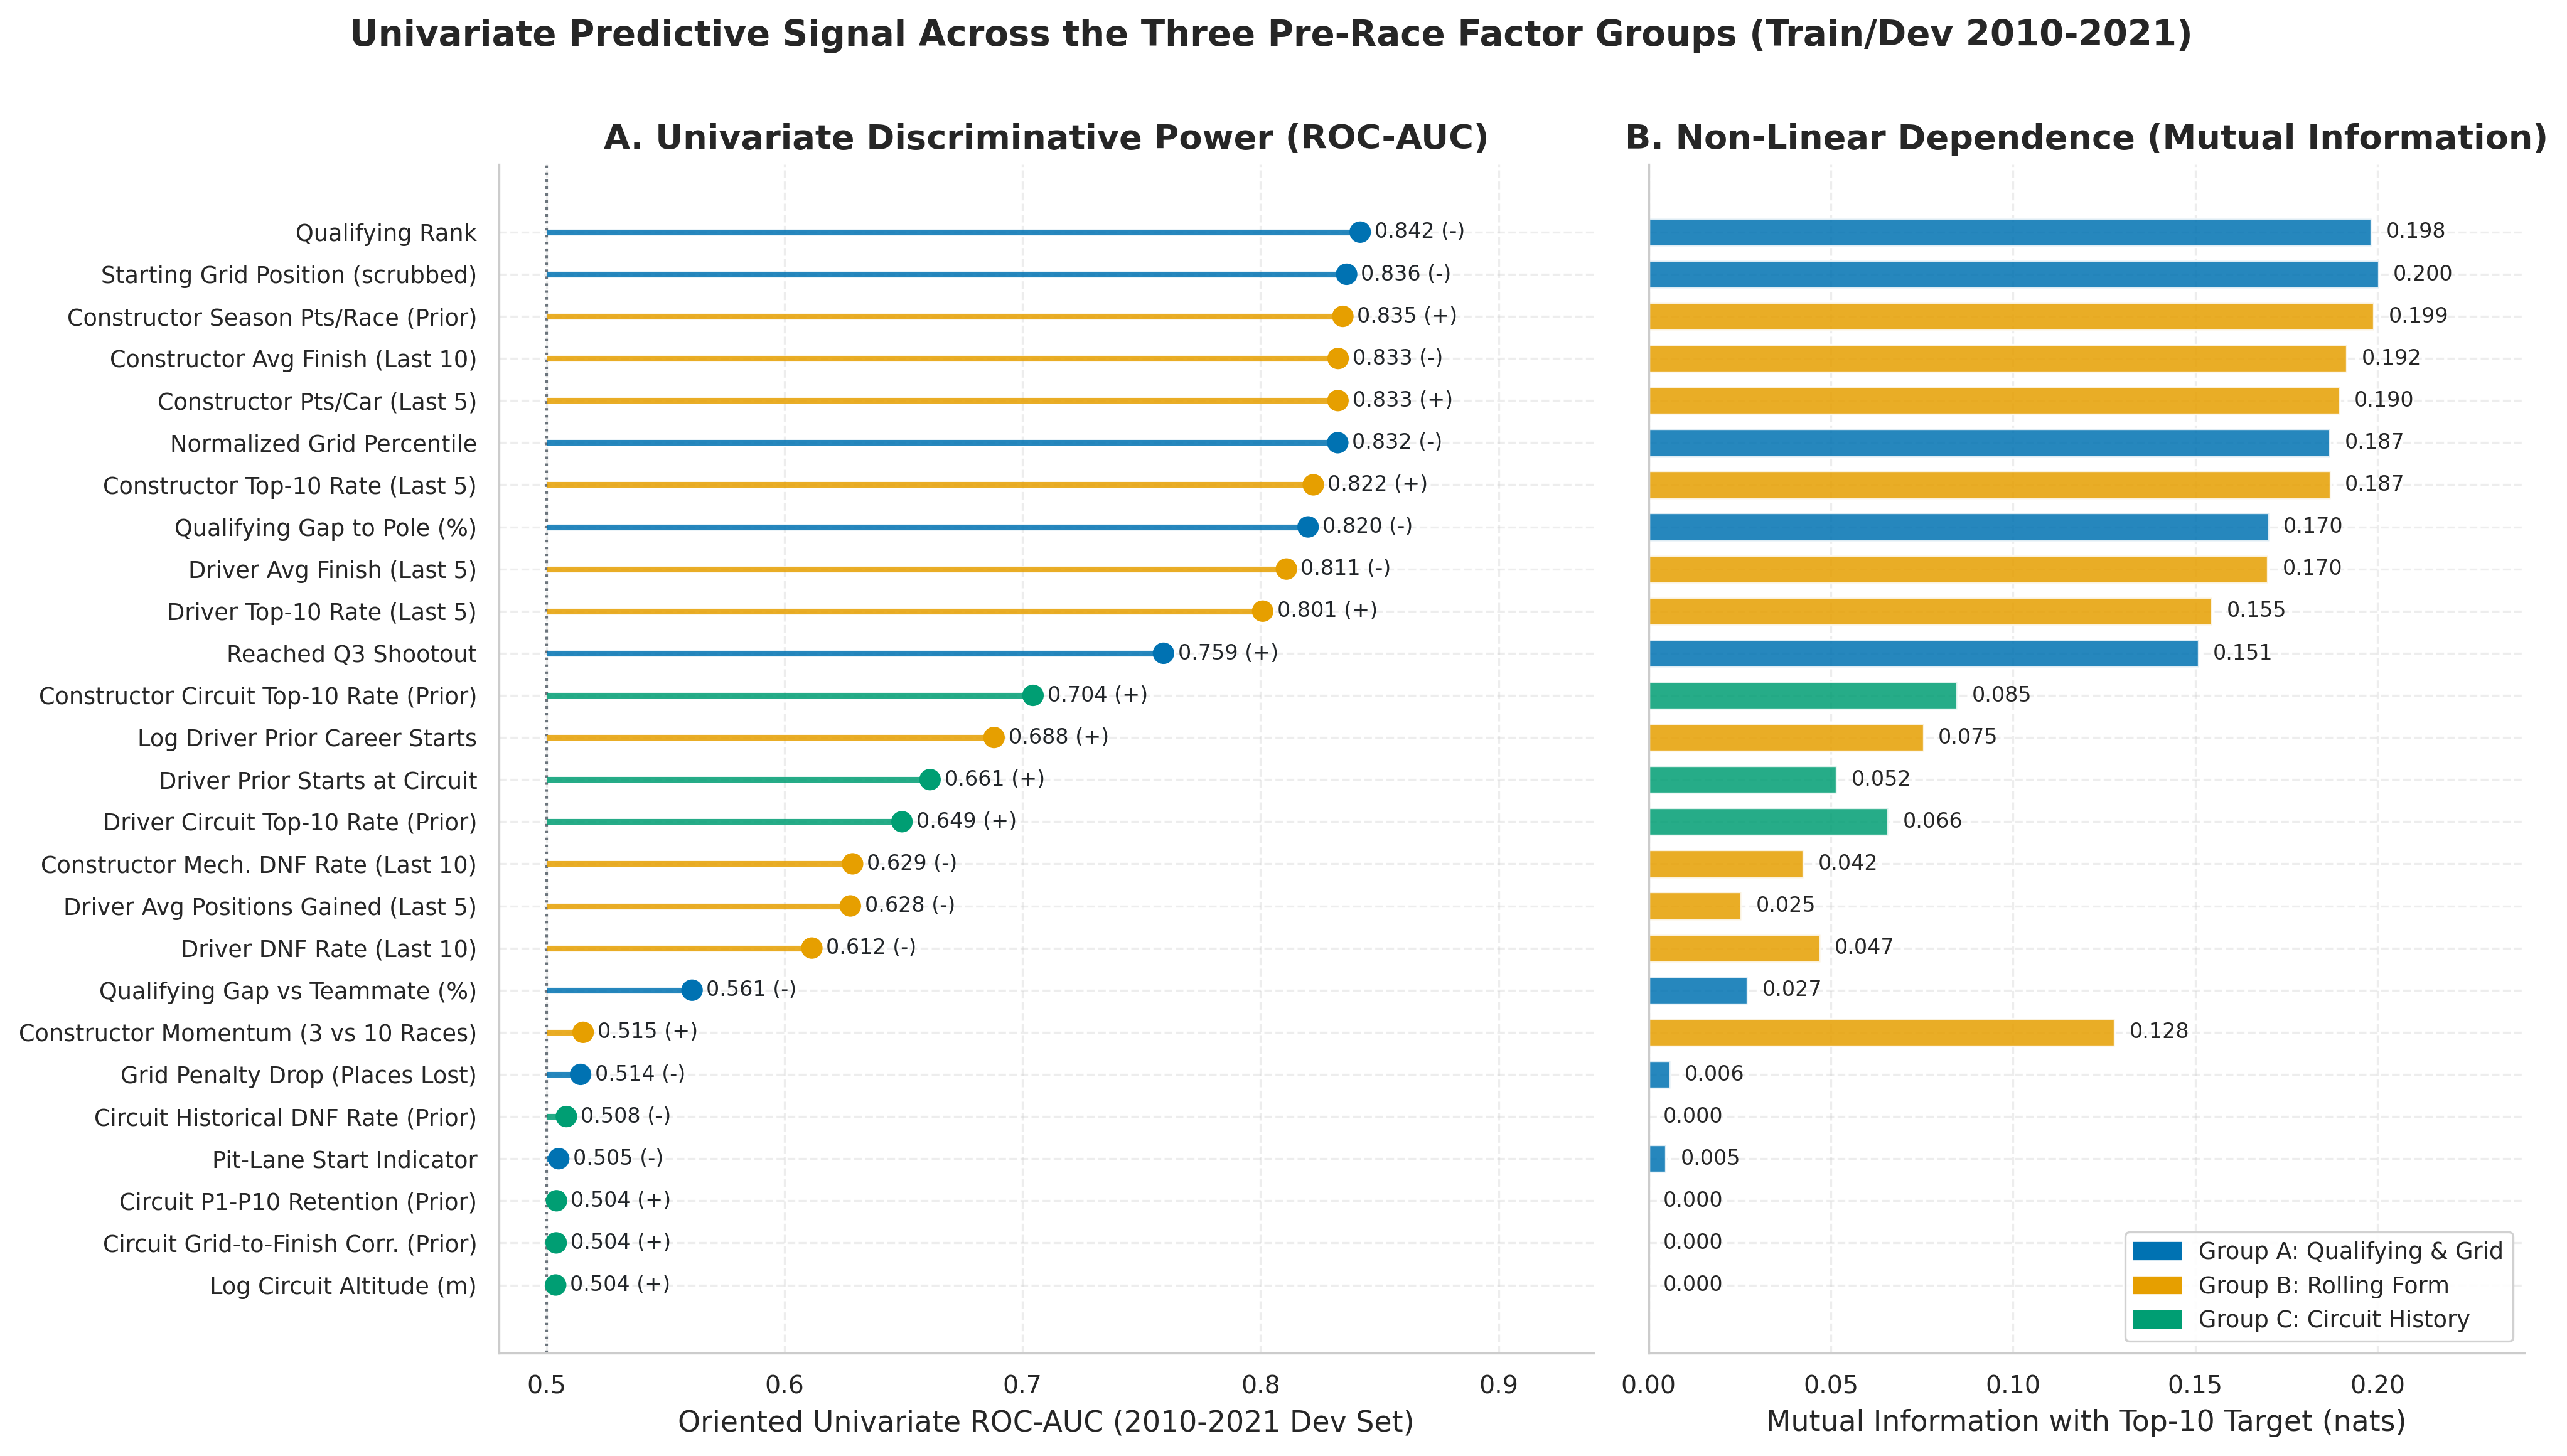 Univariate Predictive Signal Across the Three Pre-Race Factor Groups (Train/Dev 2010-2021)
A. Univariate Discriminative Power (ROC-AUC)
Qualifying Rank 0.842 (-)
Starting Grid Position (scrubbed) 0.836 (-)
Constructor Season Pts/Race (Prior) 0.835 (+)
Constructor Avg Finish (Last 10) 0.833 (-)
Constructor Pts/Car (Last 5) 0.833 (+)
Normalized Grid Percentile 0.832 (-)
Constructor Top-10 Rate (Last 5) 0.822 (+)
Qualifying Gap to Pole (%) 0.820 (-)
Driver Avg Finish (Last 5) 0.811 (-)
Driver Top-10 Rate (Last 5) 0.801 (+)
Reached Q3 Shootout 0.759 (+)
Constructor Circuit Top-10 Rate (Prior) 0.704 (+)
Log Driver Prior Career Starts 0.688 (+)
Driver Prior Starts at Circuit 0.661 (+)
Driver Circuit Top-10 Rate (Prior) 0.649 (+)
Constructor Mech. DNF Rate (Last 10) 0.629 (-)
Driver Avg Positions Gained (Last 5) 0.628 (-)
Driver DNF Rate (Last 10) 0.612 (-)
Qualifying Gap vs Teammate (%) 0.561 (-)
Constructor Momentum (3 vs 10 Races) 0.515 (+)
Grid Penalty Drop (Places Lost) 0.514 (-)
Circuit Historical DNF Rate (Prior) 0.508 (-)
Pit-Lane Start Indicator 0.505 (-)
Circuit P1-P10 Retention (Prior) 0.504 (+)
Circuit Grid-to-Finish Corr. (Prior) 0.504 (+)
Log Circuit Altitude (m) 0.504 (+)
0.5 0.6 0.7 0.8 0.9
Oriented Univariate ROC-AUC (2010-2021 Dev Set)
B. Non-Linear Dependence (Mutual Information)
0.198
0.200
0.199
0.192
0.190
0.187
0.187
0.170
0.170
0.155
0.151
0.085
0.075
0.052
0.066
0.042
0.025
0.047
0.027
0.128
0.006
0.000
0.005
0.000
0.000
0.000
Group A: Qualifying & Grid
Group B: Rolling Form
Group C: Circuit History
0.00 0.05 0.10 0.15 0.20
Mutual Information with Top-10 Target (nats)